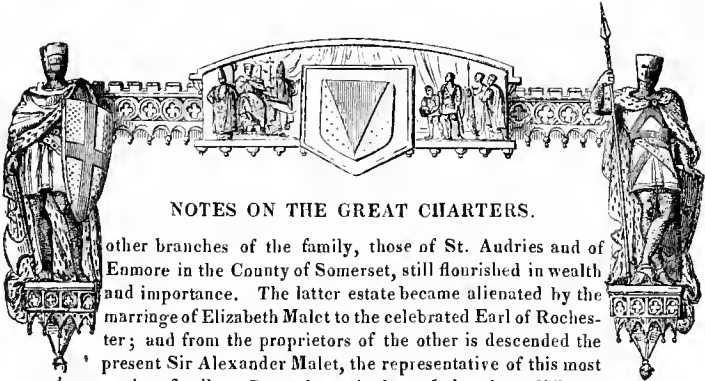 NOTES ON THE GREAT CHARTERS.
other branches of the family, those of St. Audries and of
Enmore in the County of Somerset, still flourished in wealth
and importance. The latter estate became alienated by the
marriage of Elizabeth Malet to the celebrated Earl of Roches-
ter; and from the proprietors of the other is descended the
present Sir Alexander Malet, the representative of this most